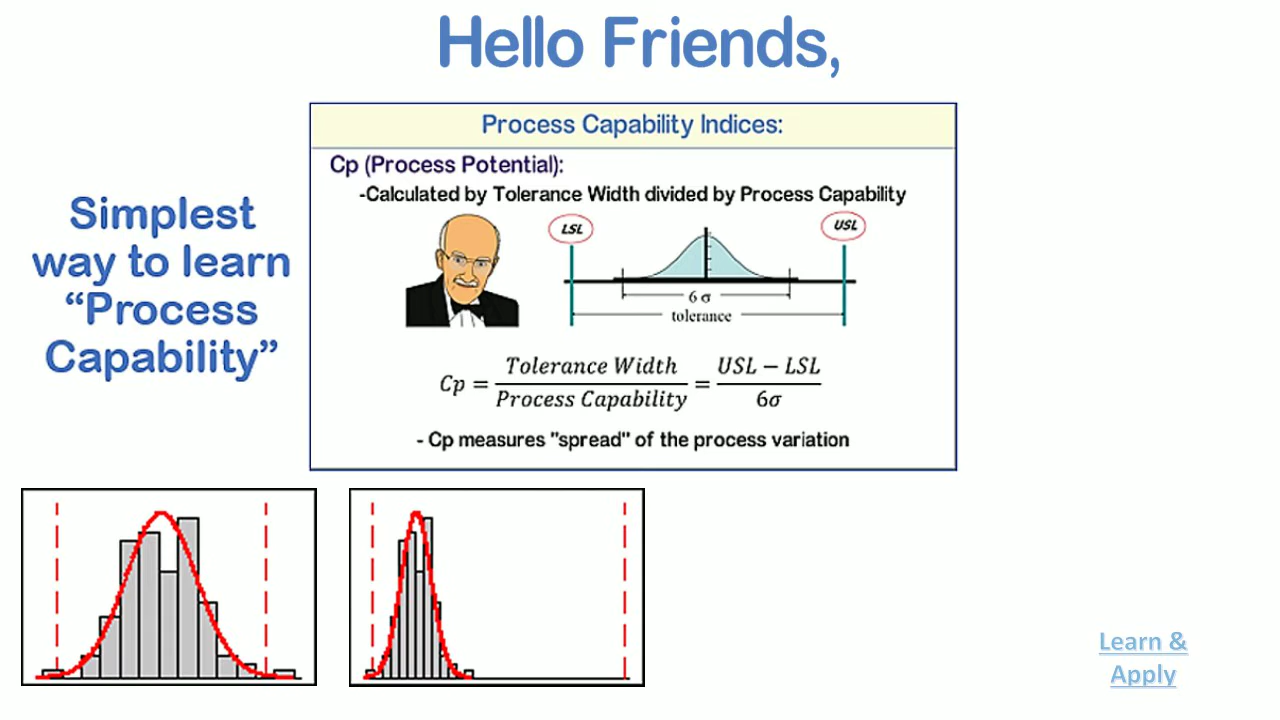 Hello Friends,
Simplest
way to learn
“Process
Capability”
Process Capability Indices:
Cp (Process Potential):
-Calculated by Tolerance Width divided by Process Capability
LSL
USL
6 σ
tolerance
Cp = Tolerance Width / Process Capability = USL − LSL / 6σ
- Cp measures "spread" of the process variation
Learn &
Apply